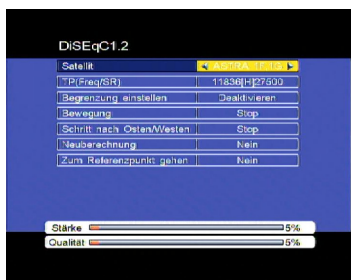 DiSEqC1.2
Satellit
TP(Freq/SR) 11836[H]27500
Begrenzung einstellen Deaktivieren
Bewegung Stop
Schritt nach Osten/Westen Stop
Neuberechnung Nein
Zum Referenzpunkt gehen Nein
Stärke 5%
Qualität 5%